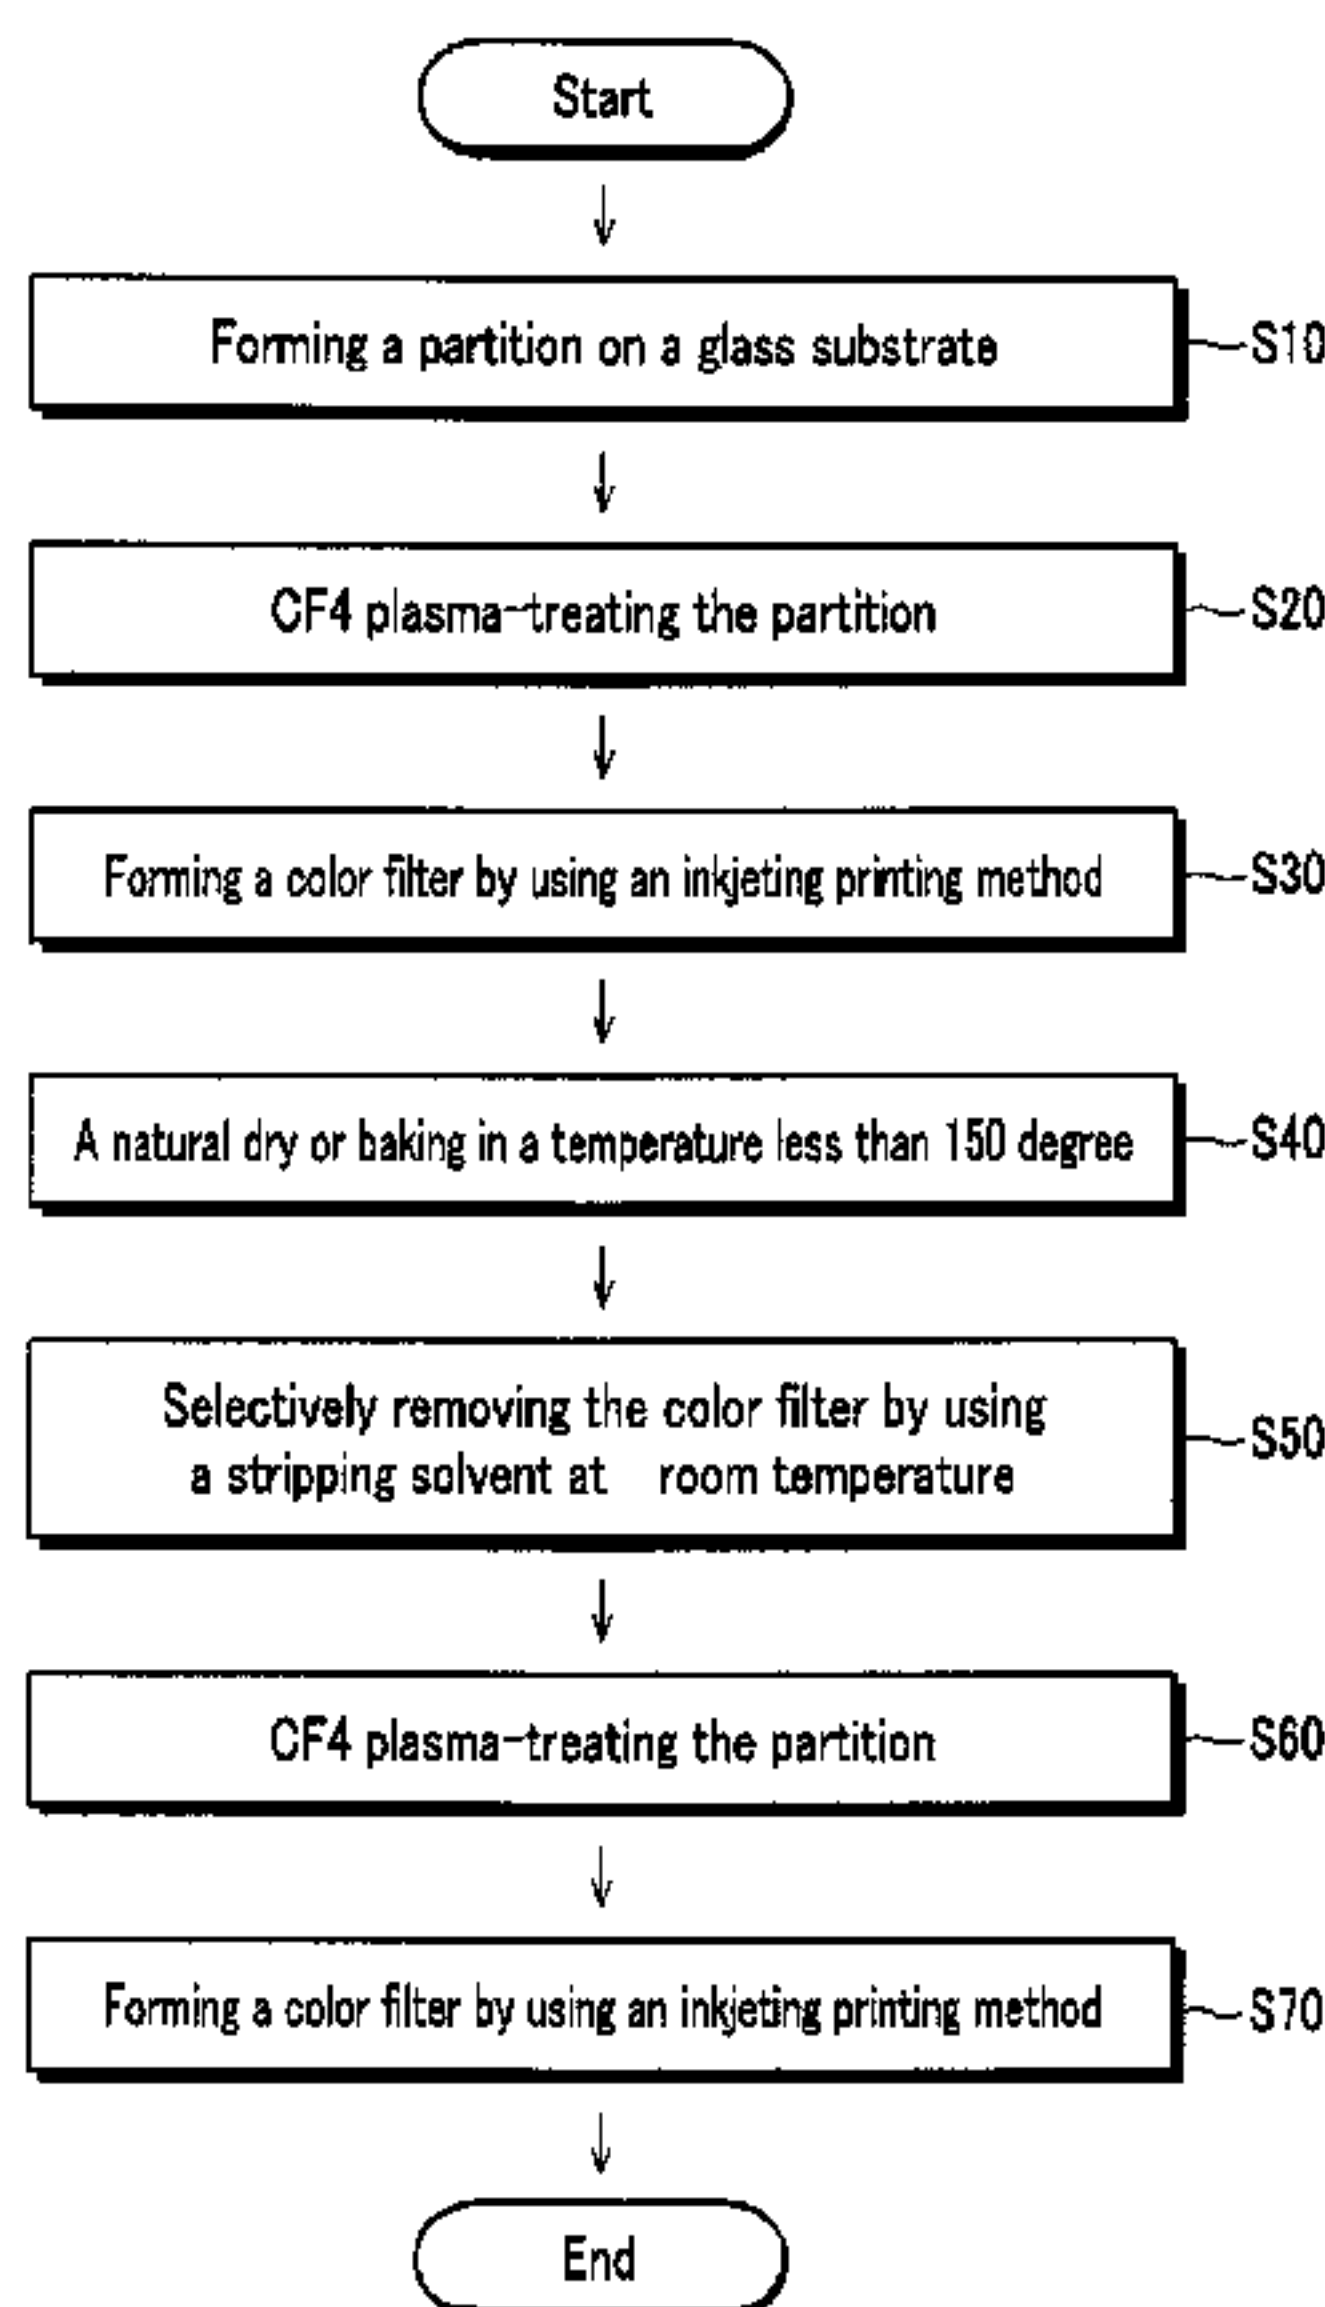 Start
Forming a partition on a glass substrate
S10
CF4 plasma-treating the partition
S20
Forming a color filter by using an inkjeting printing method
S30
A natural dry or baking in a temperature less than 150 degree
S40
Selectively removing the color filter by using
a stripping solvent at room temperature
S50
CF4 plasma-treating the partition
S60
Forming a color filter by using an inkjeting printing method
S70
End